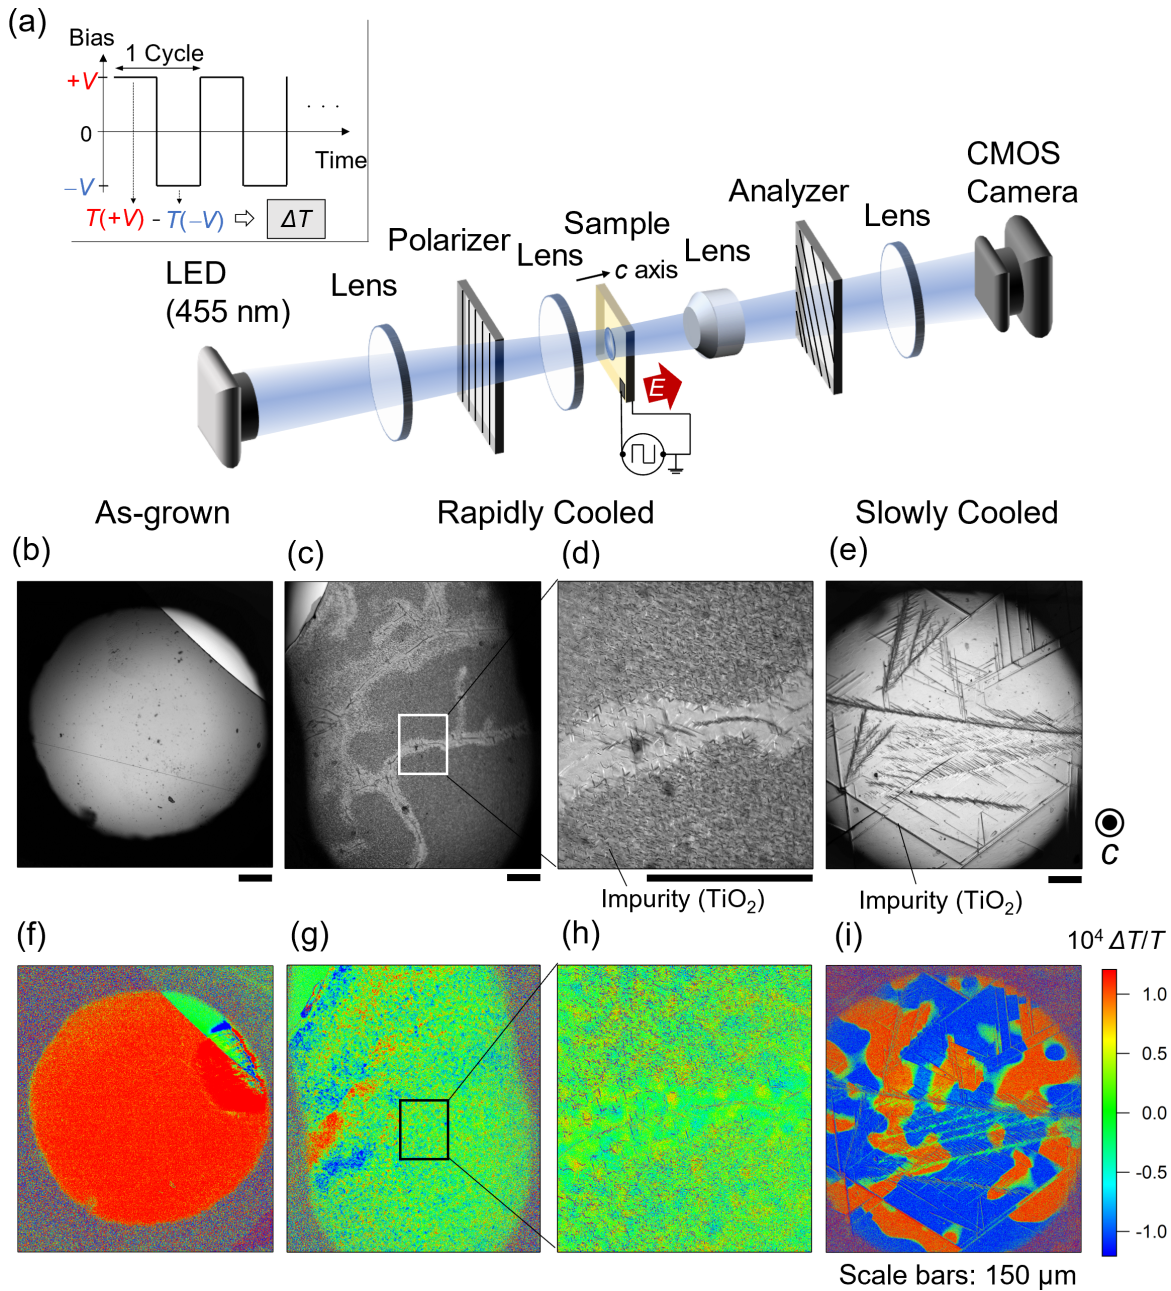 (a)
Bias
1 Cycle
+V
0
Time
−V
. . .
T(+V) - T(−V) ⇨ ΔT
CMOS
Camera
Analyzer
Lens
Sample
Polarizer
Lens
Lens
c axis
LED
(455 nm)
Lens
E
As-grown
Rapidly Cooled
Slowly Cooled
(b)
(c)
(d)
(e)
c
Impurity (TiO₂)
Impurity (TiO₂)
(f)
(g)
(h)
(i)
10⁴ ΔT/T
1.0
0.5
0.0
-0.5
-1.0
Scale bars: 150 μm